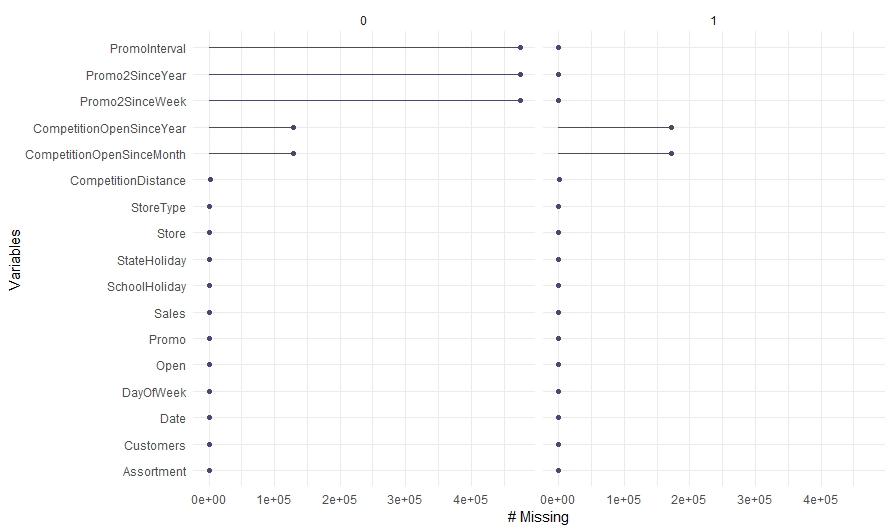 0 1
PromoInterval
Promo2SinceYear
Promo2SinceWeek
CompetitionOpenSinceYear
CompetitionOpenSinceMonth
CompetitionDistance
StoreType
Store
StateHoliday
SchoolHoliday
Sales
Promo
Open
DayOfWeek
Date
Customers
Assortment
Variables
0e+00 1e+05 2e+05 3e+05 4e+05 0e+00 1e+05 2e+05 3e+05 4e+05
# Missing